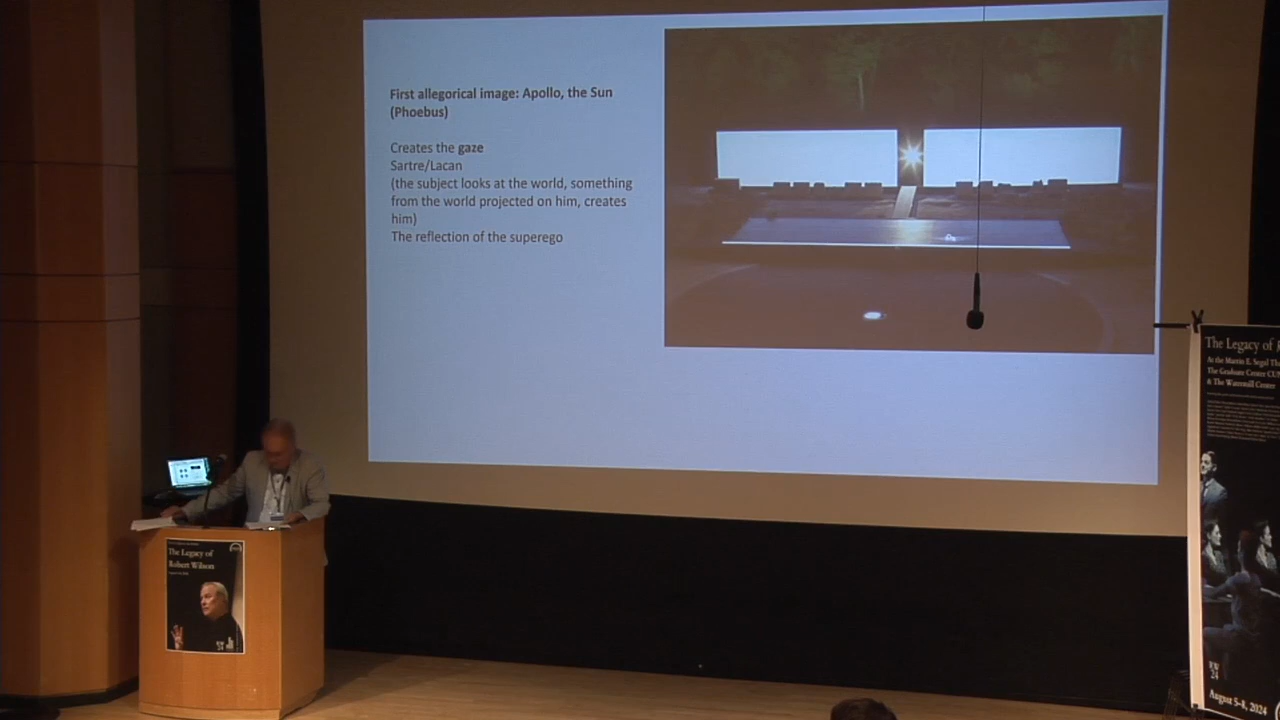 First allegorical image: Apollo, the Sun
(Phoebus)
Creates the gaze
Sartre/Lacan
(the subject looks at the world, something
from the world projected on him, creates
him)
The reflection of the superego
The Legacy of
Robert Wilson
The Legacy of
At the Martin E. Segal
The Graduate Center
& The Watermill Center
August 5-8, 2024